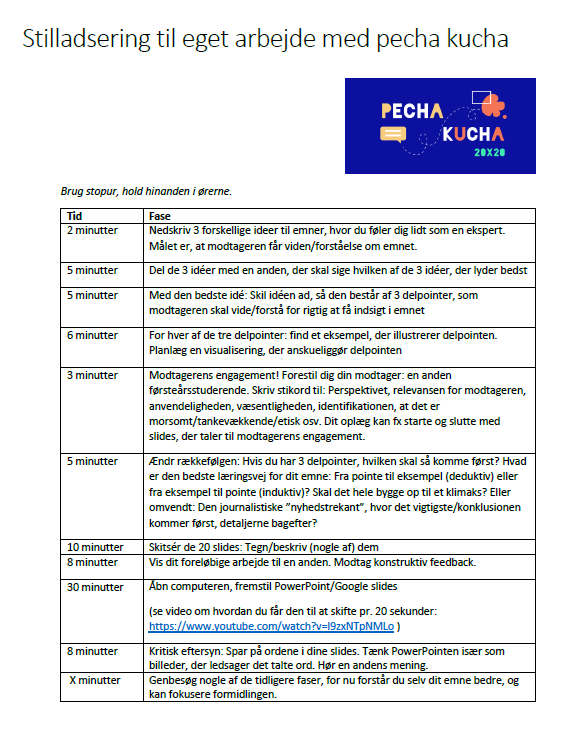 Stilladsering til eget arbejde med pecha kucha
PECHA
KUCHA
20X20
Brug stopur, hold hinanden i ørerne.
Tid Fase
2 minutter Nedskriv 3 forskellige ideer til emner, hvor du føler dig lidt som en ekspert.
Målet er, at modtageren får viden/forståelse om emnet.
5 minutter Del de 3 idéer med en anden, der skal sige hvilken af de 3 idéer, der lyder bedst
5 minutter Med den bedste idé: Skil idéen ad, så den består af 3 delpointer, som
modtageren skal vide/forstå for rigtig at få indsigt i emnet
6 minutter For hver af de tre delpointer: find et eksempel, der illustrerer delpointen.
Planlæg en visualisering, der anskueliggør delpointen
3 minutter Modtagerens engagement! Forestil dig din modtager: en anden
førsteårsstuderende. Skriv stikord til: Perspektivet, relevansen for modtageren,
anvendeligheden, væsentligheden, identifikationen, at det er
morsomt/tankevækkende/etisk osv. Dit oplæg kan fx starte og slutte med
slides, der taler til modtagerens engagement.
5 minutter Ændr rækkefølgen: Hvis du har 3 delpointer, hvilken skal så komme først? Hvad
er den bedste læringsvej for dit emne: Fra pointe til eksempel (deduktiv) eller
fra eksempel til pointe (induktiv)? Skal det hele bygge op til et klimaks? Eller
omvendt: Den journalistiske ”nyhedstrekant”, hvor det vigtigste/konklusionen
kommer først, detaljerne bagefter?
10 minutter Skitsér de 20 slides: Tegn/beskriv (nogle af) dem
8 minutter Vis dit foreløbige arbejde til en anden. Modtag konstruktiv feedback.
30 minutter Åbn computeren, fremstil PowerPoint/Google slides
(se video om hvordan du får den til at skifte pr. 20 sekunder:
https://www.youtube.com/watch?v=l9zxNTpNMLo )
8 minutter Kritisk eftersyn: Spar på ordene i dine slides. Tænk PowerPointen især som
billeder, der ledsager det talte ord. Hør en andens mening.
X minutter Genbesøg nogle af de tidligere faser, for nu forstår du selv dit emne bedre, og
kan fokusere formidlingen.